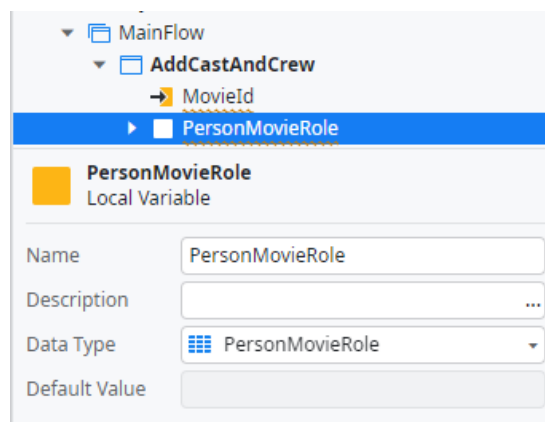 MainFlow
AddCastAndCrew
MovieId
PersonMovieRole
PersonMovieRole
Local Variable
Name PersonMovieRole
Description ...
Data Type PersonMovieRole
Default Value